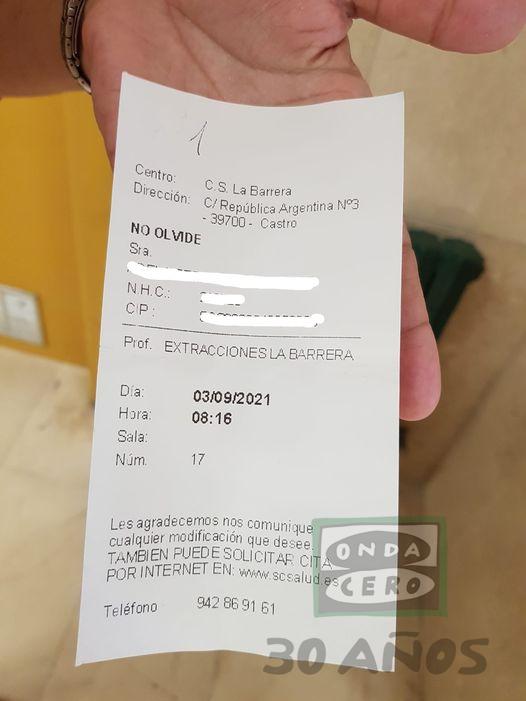 1
Centro: C.S. La Barrera
Dirección: C/ República Argentina Nº3
- 39700 - Castro
NO OLVIDE
Sra.
N.H.C.:
CIP :
Prof. EXTRACCIONES LA BARRERA
Día: 03/09/2021
Hora: 08:16
Sala:
Núm. 17
Les agradecemos nos comunique
cualquier modificación que desee.
TAMBIEN PUEDE SOLICITAR CITA
POR INTERNET EN: www.scsalud.es
Teléfono 942 86 91 61
ONDA
CERO
30 AÑOS